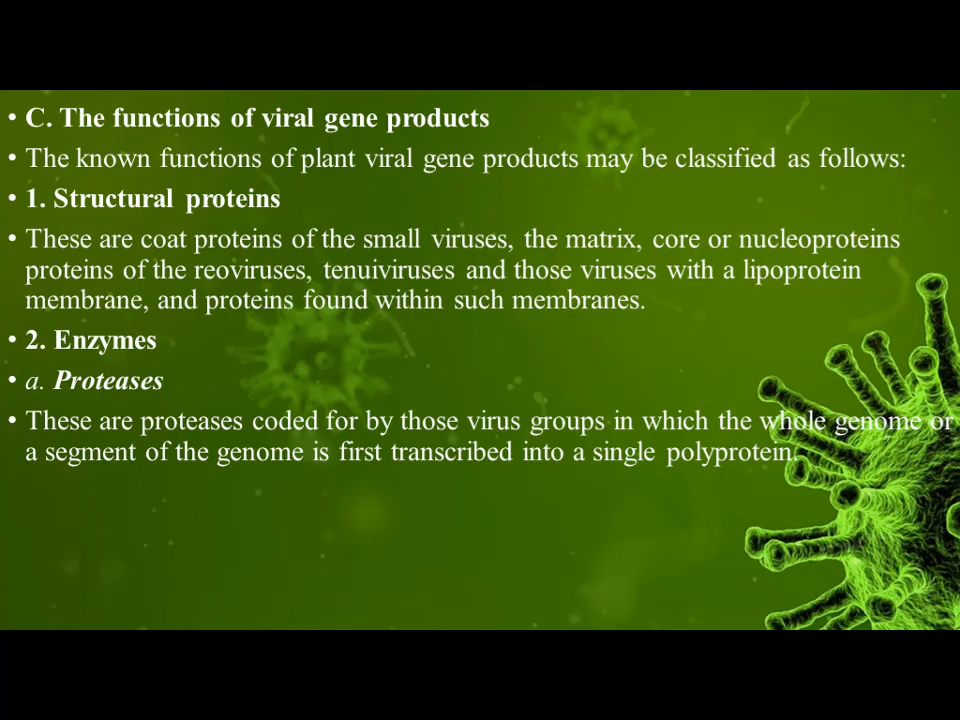 • C. The functions of viral gene products
• The known functions of plant viral gene products may be classified as follows:
• 1. Structural proteins
• These are coat proteins of the small viruses, the matrix, core or nucleoproteins
proteins of the reoviruses, tenuiviruses and those viruses with a lipoprotein
membrane, and proteins found within such membranes.
• 2. Enzymes
• a. Proteases
• These are proteases coded for by those virus groups in which the whole genome or
a segment of the genome is first transcribed into a single polyprotein.